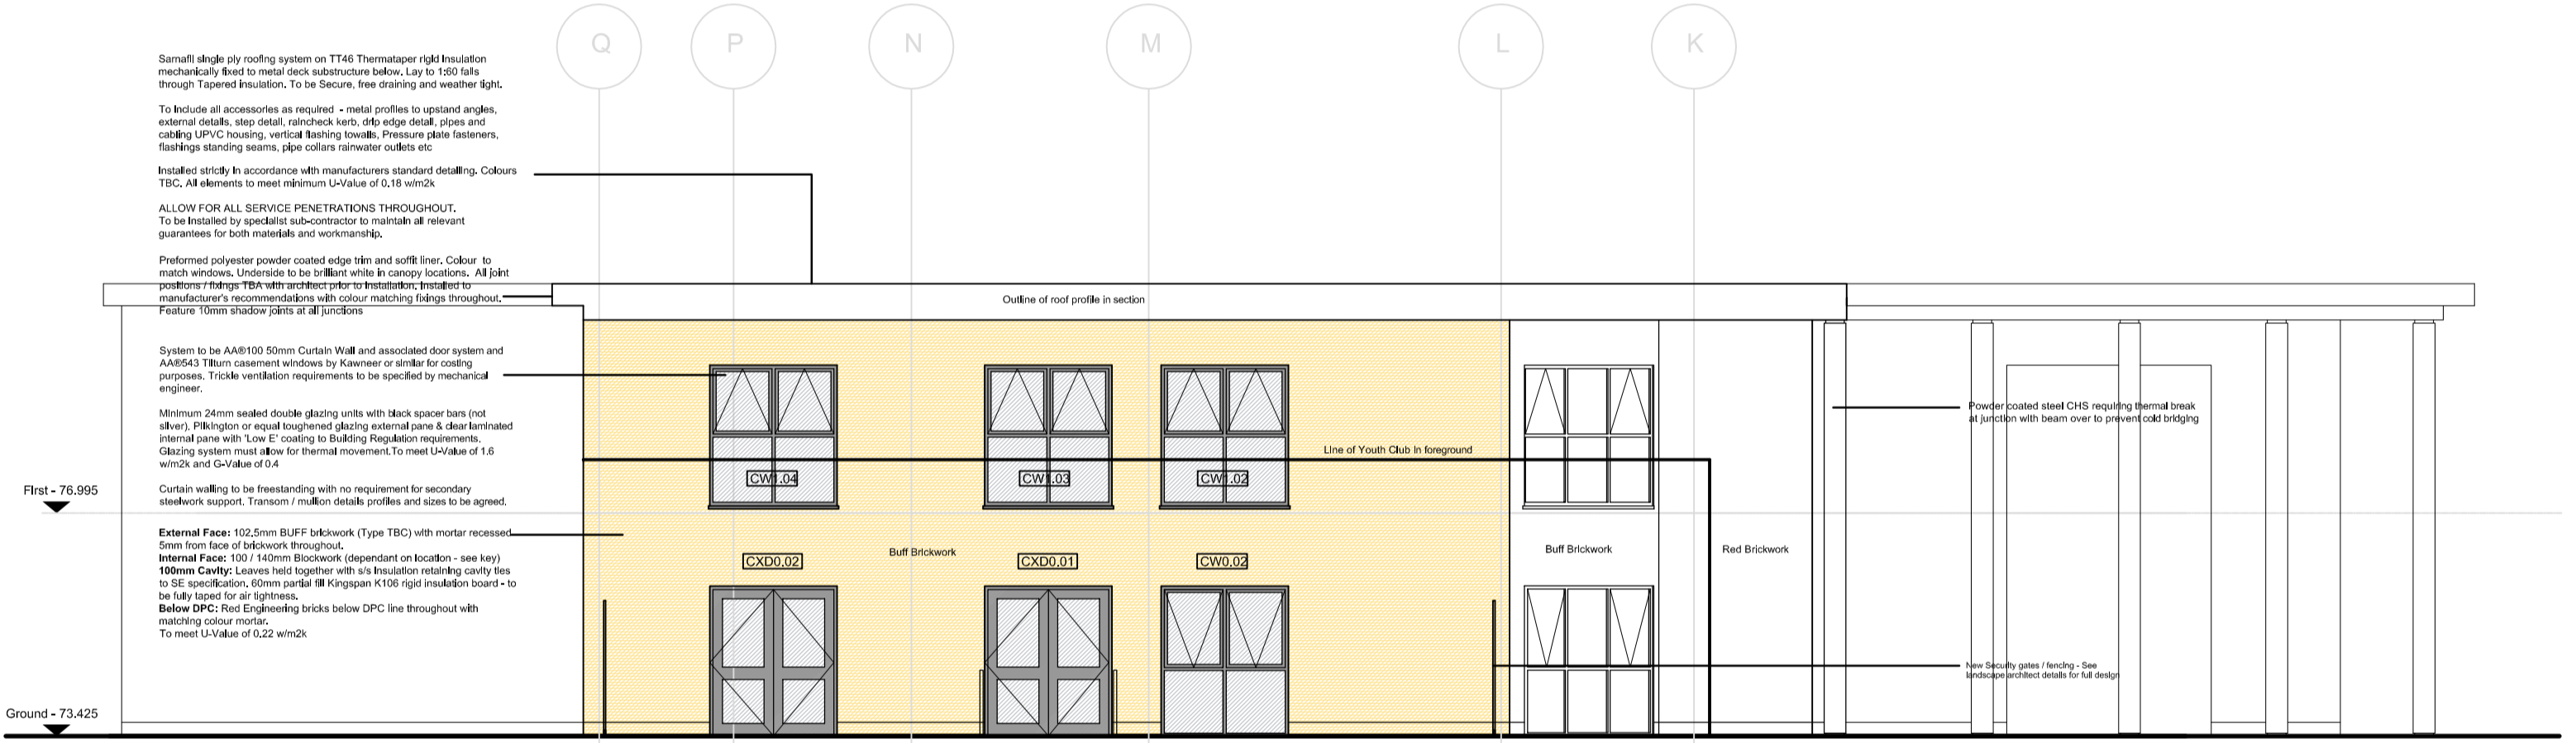 Q P N M L K
Sarnafil single ply roofing system on TT46 Thermataper rigid insulation
mechanically fixed to metal deck substructure below. Lay to 1:60 falls
through Tapered insulation. To be Secure, free draining and weather tight.
To include all accessories as required - metal profiles to upstand angles,
external details, step detail, raincheck kerb, drip edge detail, pipes and
cabling UPVC housing, vertical flashing towalls, Pressure plate fasteners,
flashings standing seams, pipe collars rainwater outlets etc
Installed strictly in accordance with manufacturers standard detailing. Colours
TBC. All elements to meet minimum U-Value of 0.18 w/m2k
ALLOW FOR ALL SERVICE PENETRATIONS THROUGHOUT.
To be installed by specialist sub-contractor to maintain all relevant
guarantees for both materials and workmanship.
Preformed polyester powder coated edge trim and soffit liner. Colour to
match windows. Underside to be brilliant white in canopy locations. All joint
positions / fixings TBA with architect prior to installation. Installed to
manufacturer's recommendations with colour matching fixings throughout.
Feature 10mm shadow joints at all junctions
Outline of roof profile in section
System to be AA®100 50mm Curtain Wall and associated door system and
AA®543 Tilturn casement windows by Kawneer or similar for costing
purposes. Trickle ventilation requirements to be specified by mechanical
engineer.
Minimum 24mm sealed double glazing units with black spacer bars (not
silver). Pilkington or equal toughened glazing external pane & clear laminated
internal pane with 'Low E' coating to Building Regulation requirements.
Glazing system must allow for thermal movement.To meet U-Value of 1.6
w/m2k and G-Value of 0.4
Curtain walling to be freestanding with no requirement for secondary
steelwork support. Transom / mullion details profiles and sizes to be agreed.
External Face: 102.5mm BUFF brickwork (Type TBC) with mortar recessed
5mm from face of brickwork throughout.
Internal Face: 100 / 140mm Blockwork (dependant on location - see key)
100mm Cavity: Leaves held together with s/s insulation retaining cavity ties
to SE specification. 60mm partial fill Kingspan K106 rigid insulation board - to
be fully taped for air tightness.
Below DPC: Red Engineering bricks below DPC line throughout with
matching colour mortar.
To meet U-Value of 0.22 w/m2k
First - 76.995
Ground - 73.425
Line of Youth Club in foreground
CW1.04
CW1.03
CW1.02
CXD0.02
Buff Brickwork
CXD0.01
CW0.02
Buff Brickwork
Red Brickwork
Powder coated steel CHS requiring thermal break
at junction with beam over to prevent cold bridging
New Security gates / fencing - See
landscape architect details for full design